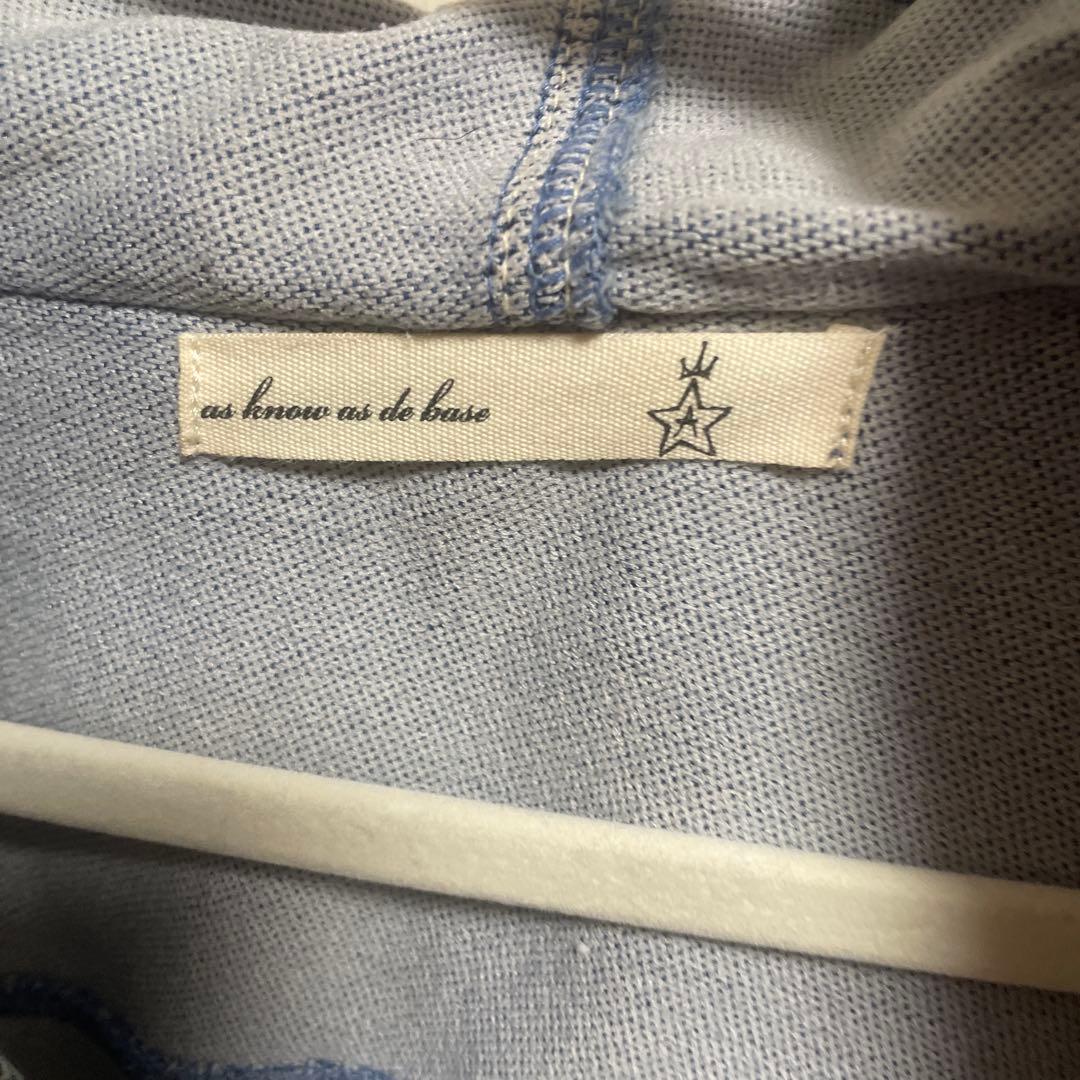 as know as de base
A